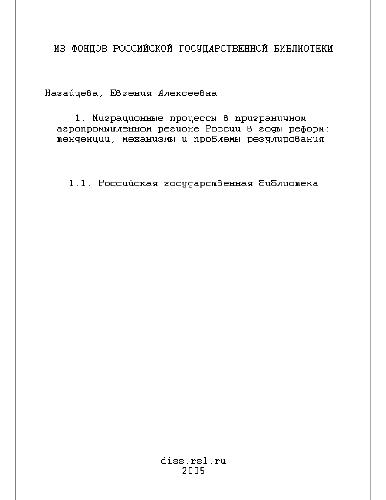 ИЗ ФОНДОВ РОССИЙСКОЙ ГОСУДАРСТВЕННОЙ БИБЛИОТЕКИ
Нагайцева, Евгения Алексеевна
1. Миграционные процессы в приграничном
агропромышленном регионе России в годы реформ:
тенденции, механизмы и проблемы регулирования
1.1. Российская государственная библиотека
diss.rsl.ru
2005